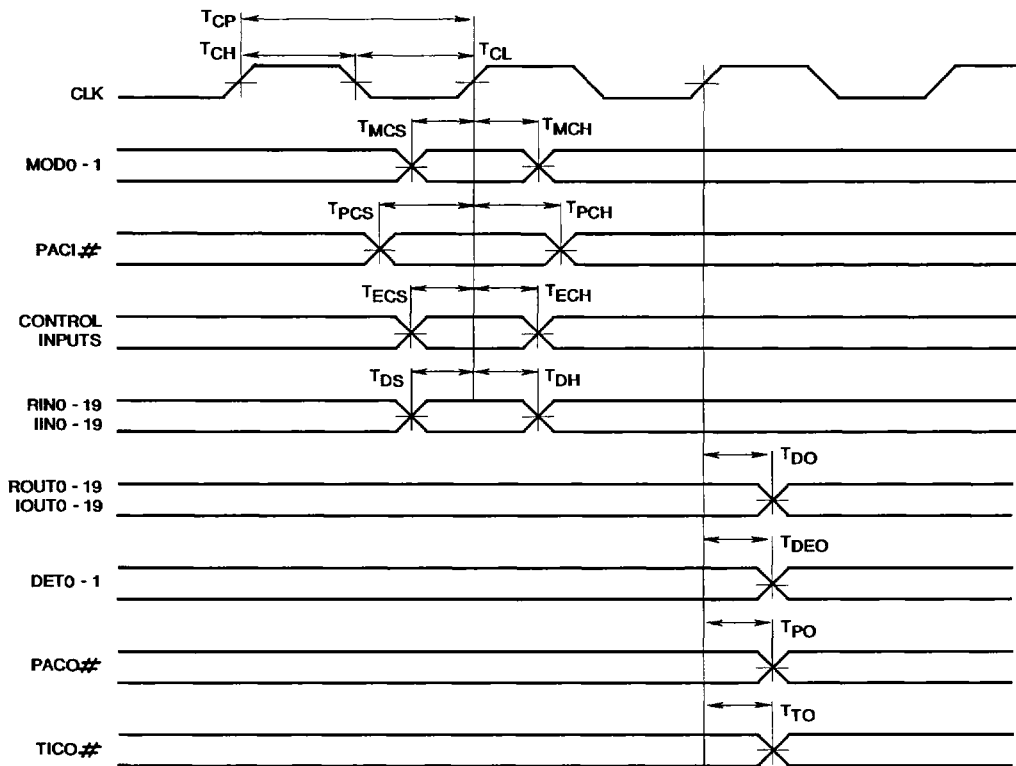 TCP
TCH TCL
CLK
TMCS TMCH
MOD0 - 1
TPCS TPCH
PACI#
TECS TECH
CONTROL
INPUTS
TDS TDH
RIN0 - 19
IIN0 - 19
TDO
ROUT0 - 19
IOUT0 - 19
TDEO
DET0 - 1
TPO
PACO#
TTO
TICO#